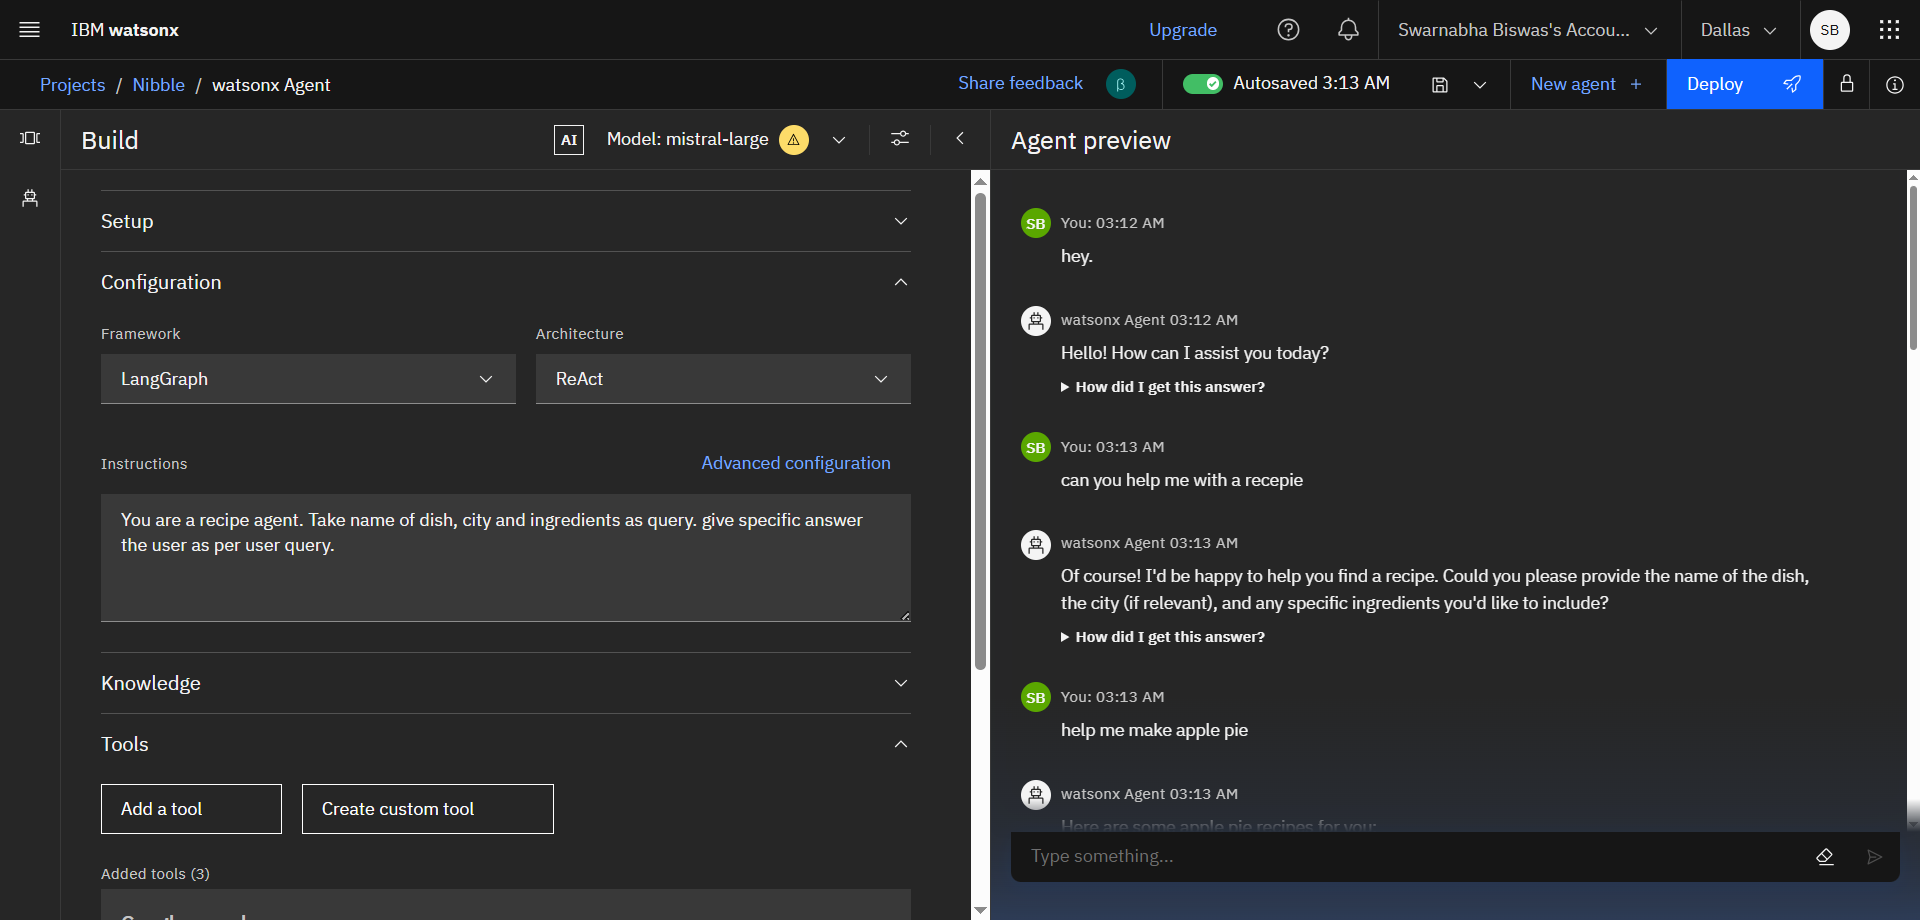 IBM watsonx
Upgrade
Swarnabha Biswas's Accou...
Dallas
SB
Projects / Nibble / watsonx Agent
Share feedback
β
Autosaved 3:13 AM
New agent +
Deploy
Build
AI
Model: mistral-large
Agent preview
Setup
Configuration
Framework
Architecture
LangGraph
ReAct
Instructions
Advanced configuration
You are a recipe agent. Take name of dish, city and ingredients as query. give specific answer
the user as per user query.
Knowledge
Tools
Add a tool
Create custom tool
Added tools (3)
SB
You: 03:12 AM
hey.
watsonx Agent 03:12 AM
Hello! How can I assist you today?
How did I get this answer?
SB
You: 03:13 AM
can you help me with a recepie
watsonx Agent 03:13 AM
Of course! I'd be happy to help you find a recipe. Could you please provide the name of the dish,
the city (if relevant), and any specific ingredients you'd like to include?
How did I get this answer?
SB
You: 03:13 AM
help me make apple pie
watsonx Agent 03:13 AM
Here are some apple pie recipes for you:
Type something...